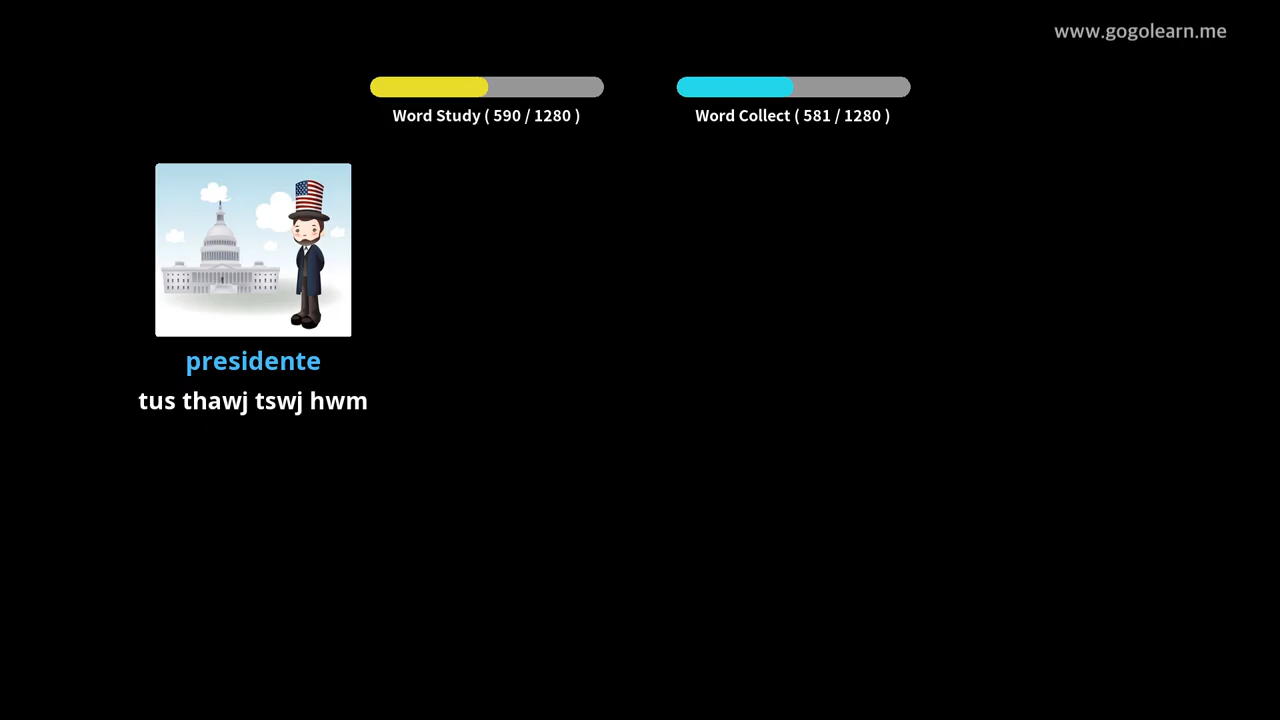 www.gogolearn.me
Word Study ( 590 / 1280 )
Word Collect ( 581 / 1280 )
presidente
tus thawj tswj hwm